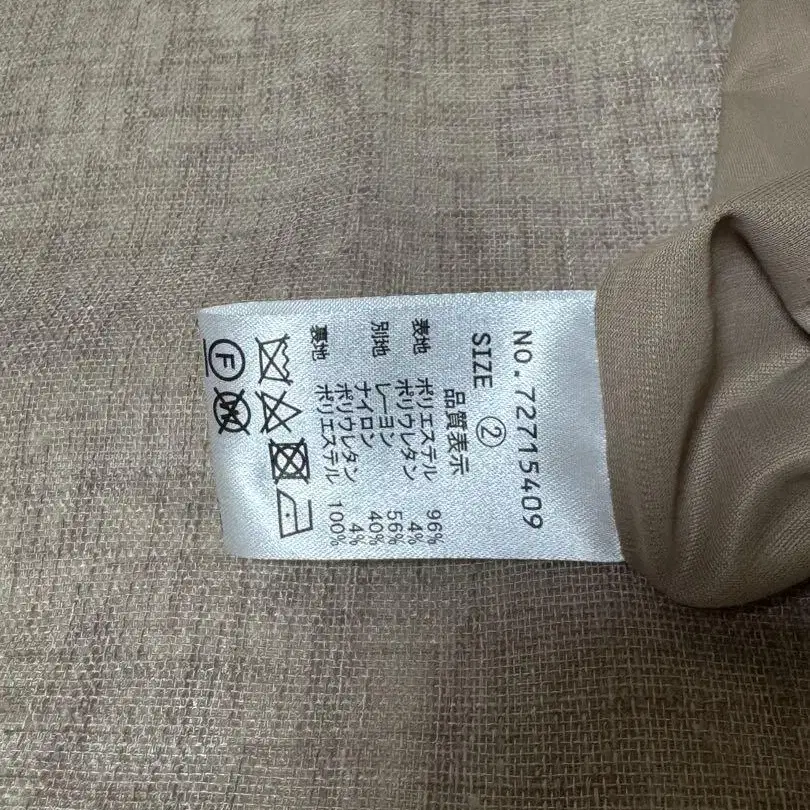 NO.72715409
SIZE ②
品質表示
表地 ポリエステル 96%
ポリウレタン 4%
別地 レーヨン 56%
ナイロン 40%
ポリウレタン 4%
裏地 ポリエステル 100%
F
W